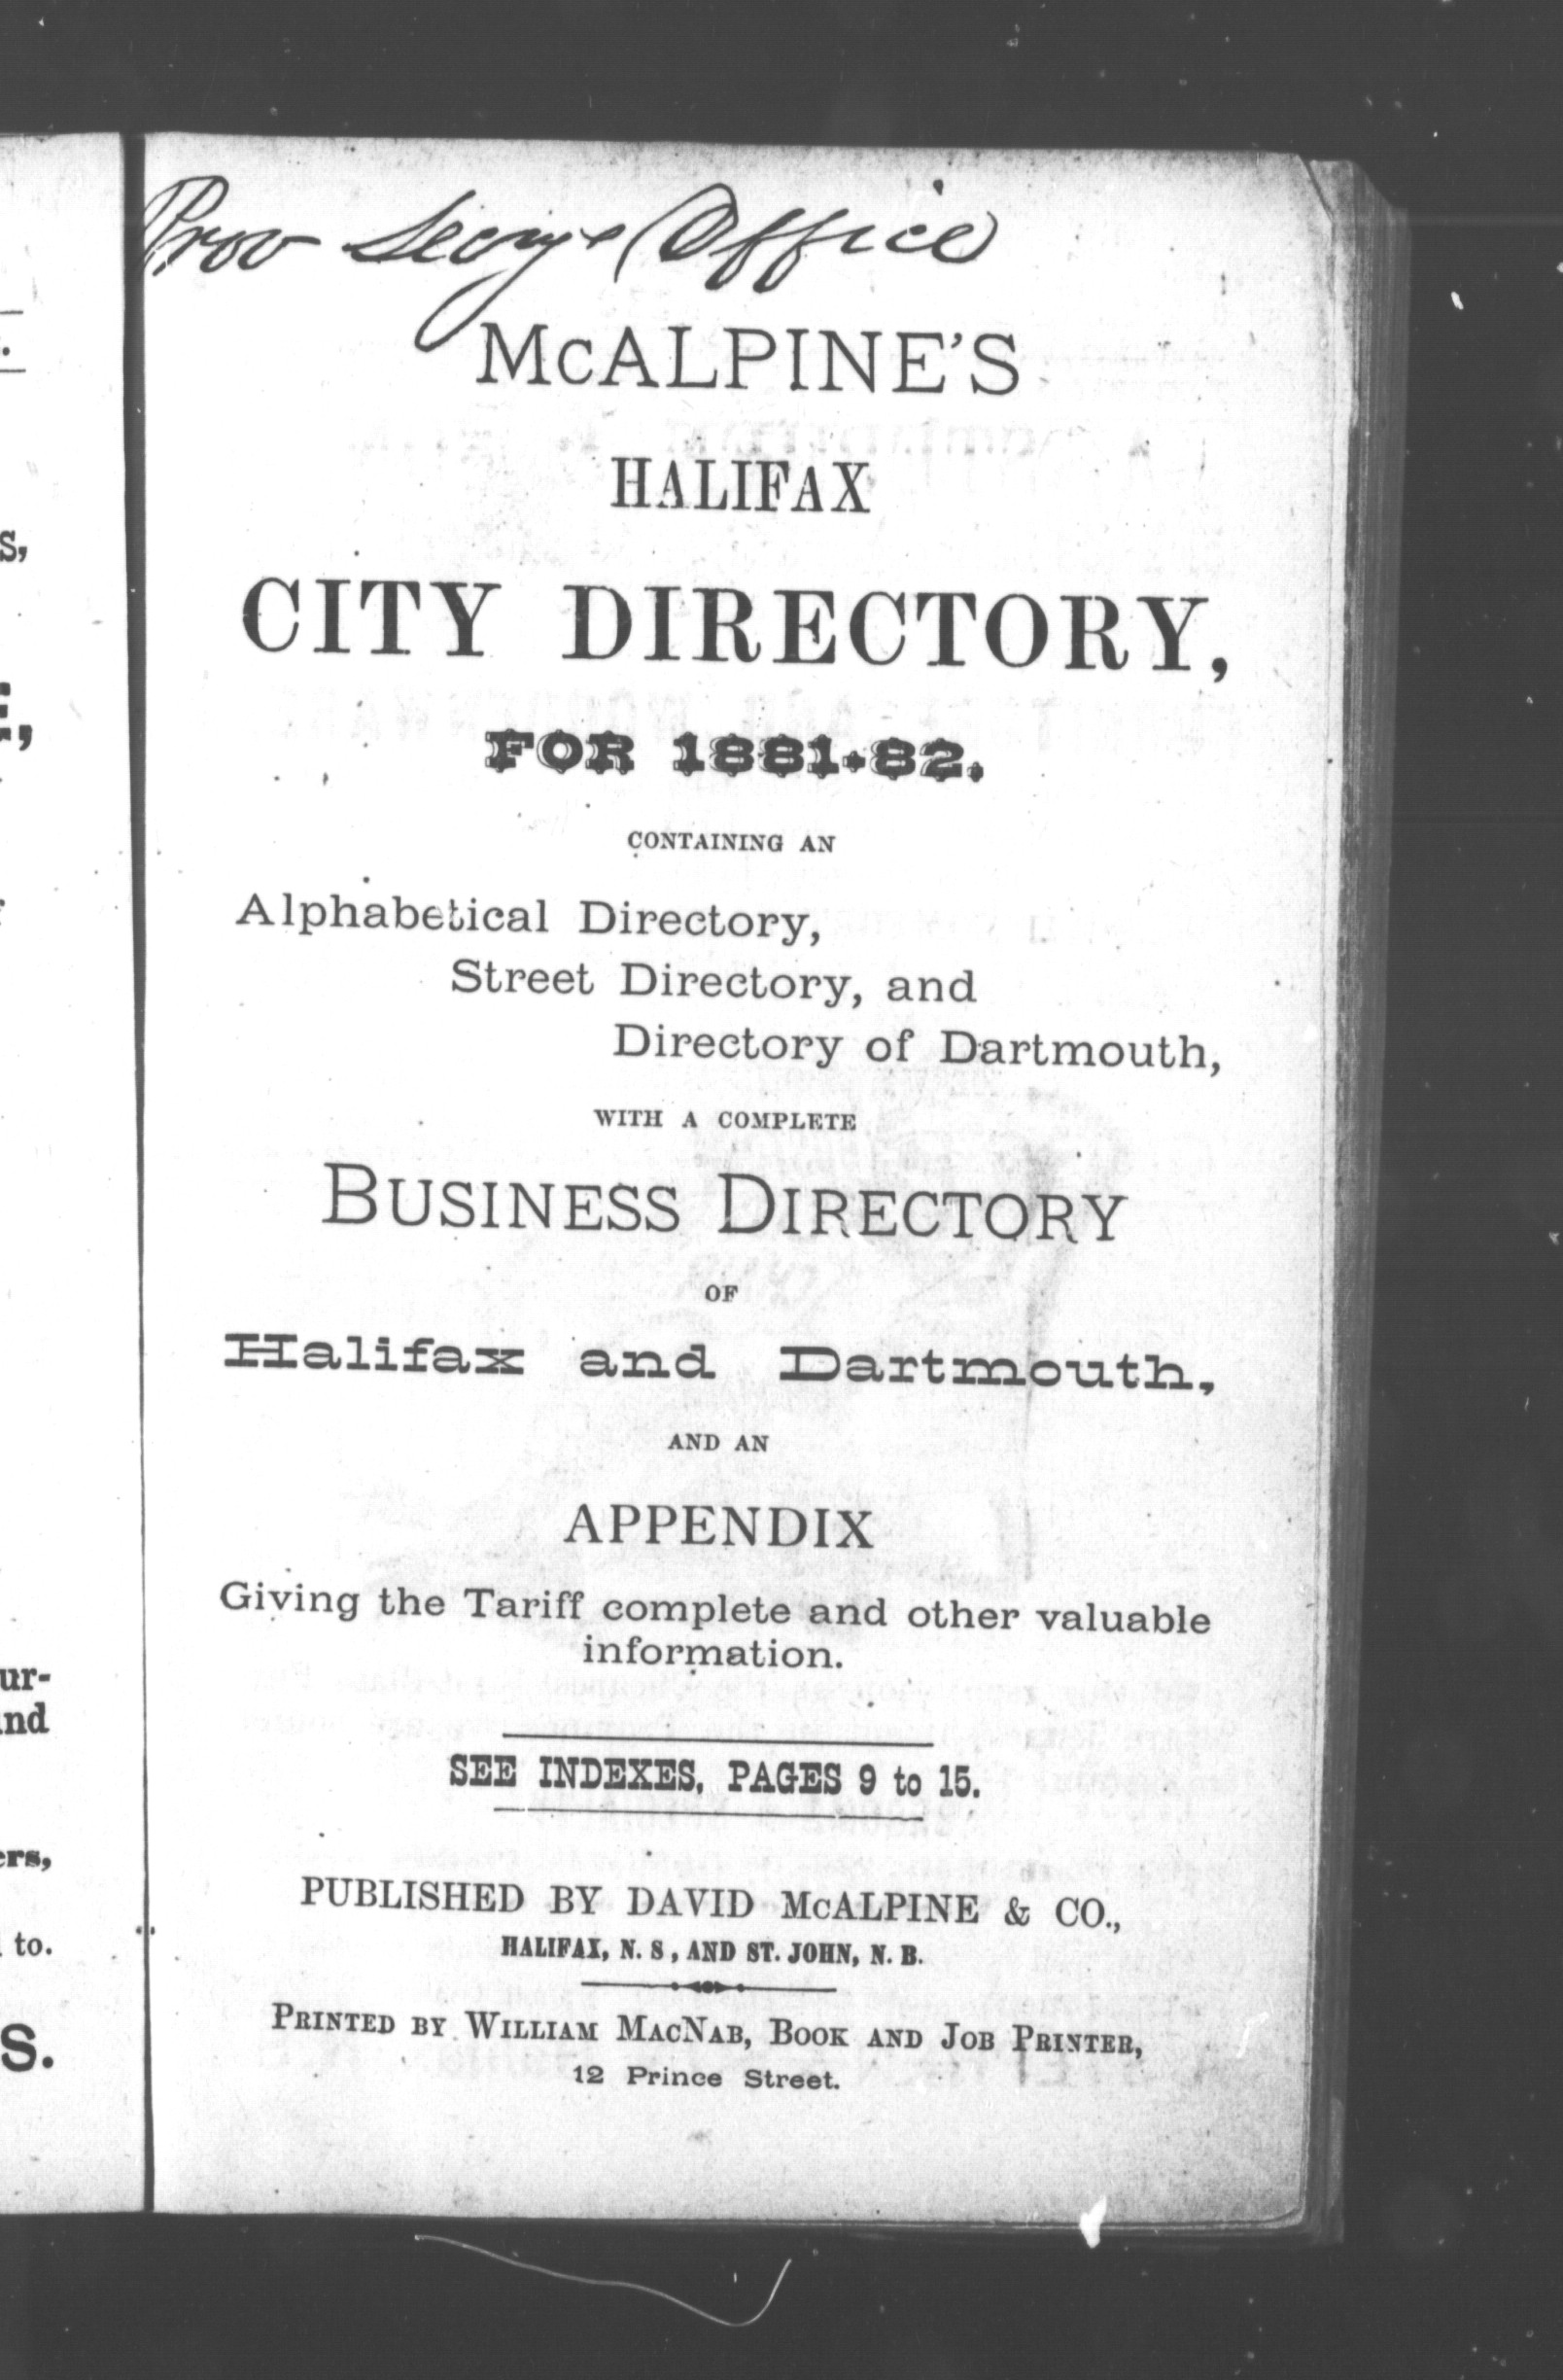 Prov Secry's Office
McALPINE'S
HALIFAX
CITY DIRECTORY,
FOR 1881-82.
CONTAINING AN
Alphabetical Directory,
Street Directory, and
Directory of Dartmouth,
WITH A COMPLETE
BUSINESS DIRECTORY
OF
Halifax and Dartmouth,
AND AN
APPENDIX
Giving the Tariff complete and other valuable
information.
SEE INDEXES, PAGES 9 to 15.
PUBLISHED BY DAVID McALPINE & CO.,
HALIFAX, N. S, AND ST. JOHN, N. B.
PRINTED BY WILLIAM MACNAB, BOOK AND JOB PRINTER,
12 Prince Street.